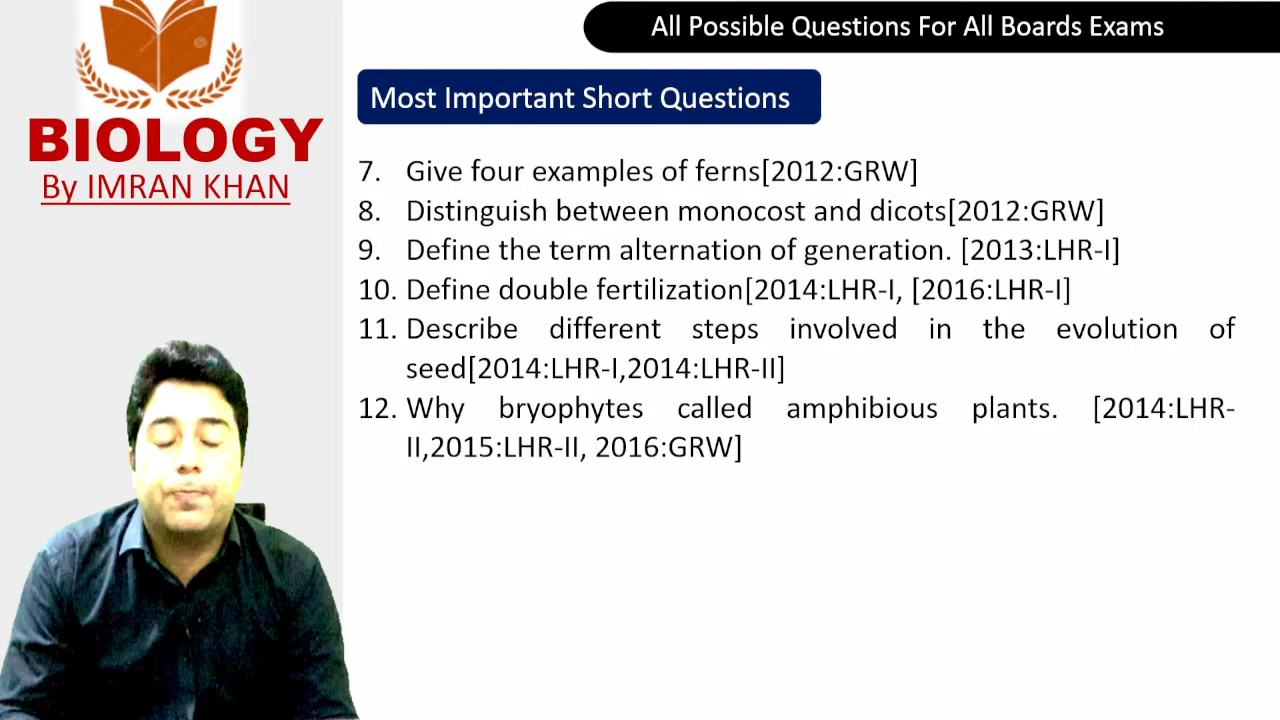 All Possible Questions For All Boards Exams
BIOLOGY
By IMRAN KHAN
Most Important Short Questions
7. Give four examples of ferns[2012:GRW]
8. Distinguish between monocost and dicots[2012:GRW]
9. Define the term alternation of generation. [2013:LHR-I]
10. Define double fertilization[2014:LHR-I, [2016:LHR-I]
11. Describe different steps involved in the evolution of
seed[2014:LHR-I,2014:LHR-II]
12. Why bryophytes called amphibious plants. [2014:LHR-
II,2015:LHR-II, 2016:GRW]